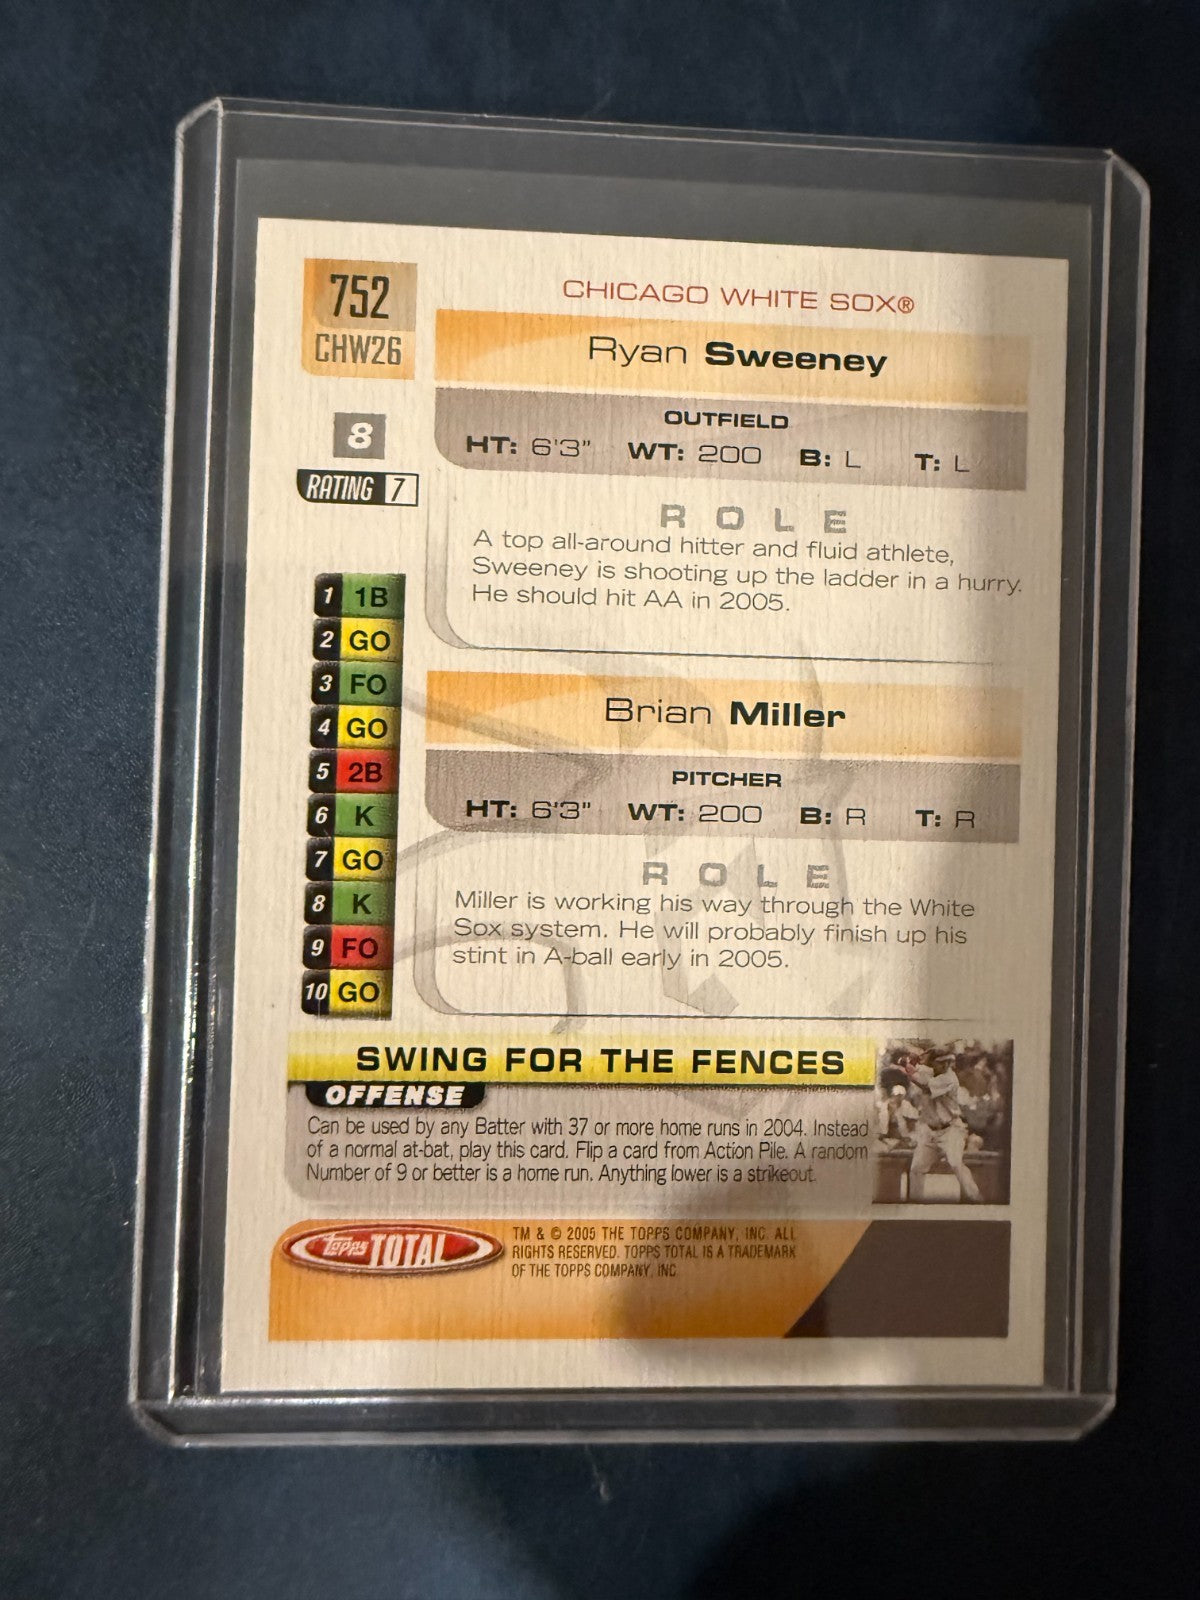 752
CHW26
CHICAGO WHITE SOX®
Ryan Sweeney
OUTFIELD
HT: 6'3" WT: 200 B: L T: L
8
RATING 7
ROLE
A top all-around hitter and fluid athlete,
Sweeney is shooting up the ladder in a hurry.
He should hit AA in 2005.
1 1B
2 GO
3 FO
4 GO
5 2B
6 K
7 GO
8 K
9 FO
10 GO
Brian Miller
PITCHER
HT: 6'3" WT: 200 B: R T: R
ROLE
Miller is working his way through the White
Sox system. He will probably finish up his
stint in A-ball early in 2005.
SWING FOR THE FENCES
OFFENSE
Can be used by any Batter with 37 or more home runs in 2004. Instead
of a normal at-bat, play this card. Flip a card from Action Pile. A random
Number of 9 or better is a home run. Anything lower is a strikeout.
Topps TOTAL
TM & © 2005 THE TOPPS COMPANY, INC. ALL
RIGHTS RESERVED. TOPPS TOTAL IS A TRADEMARK
OF THE TOPPS COMPANY, INC.